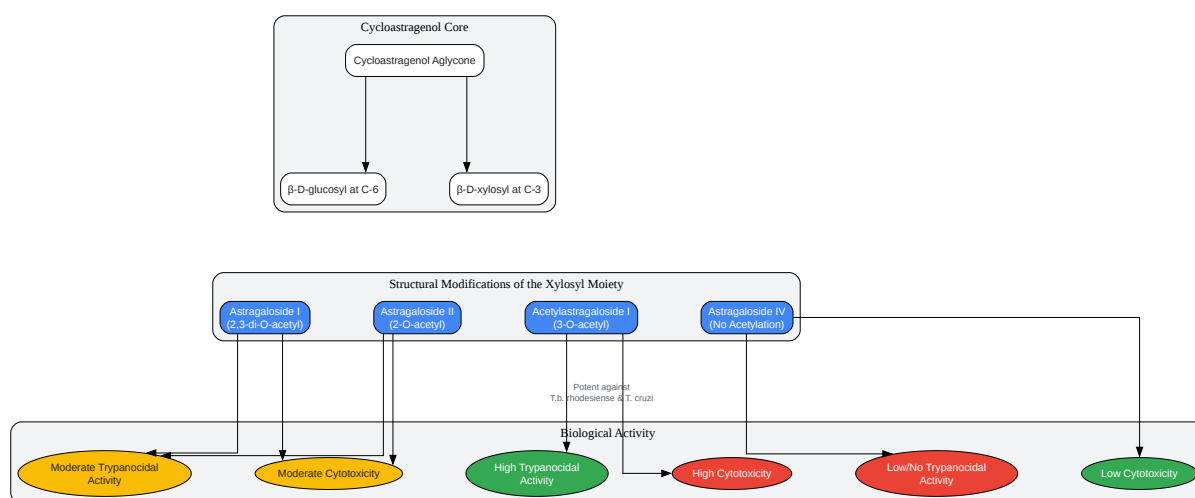 Cycloastragenol Core
Cycloastragenol Aglycone
β-D-glucosyl at C-6
β-D-xylosyl at C-3
Structural Modifications of the Xylosyl Moiety
Astragaloside I
(2,3-di-O-acetyl)
Astragaloside II
(2-O-acetyl)
Acetylastragaloside I
(3-O-acetyl)
Astragaloside IV
(No Acetylation)
Potent against
T.b. rhodesiense & T. cruzi
Biological Activity
Moderate Trypanocidal
Activity
Moderate Cytotoxicity
High Trypanocidal
Activity
High Cytotoxicity
Low/No Trypanocidal
Activity
Low Cytotoxicity